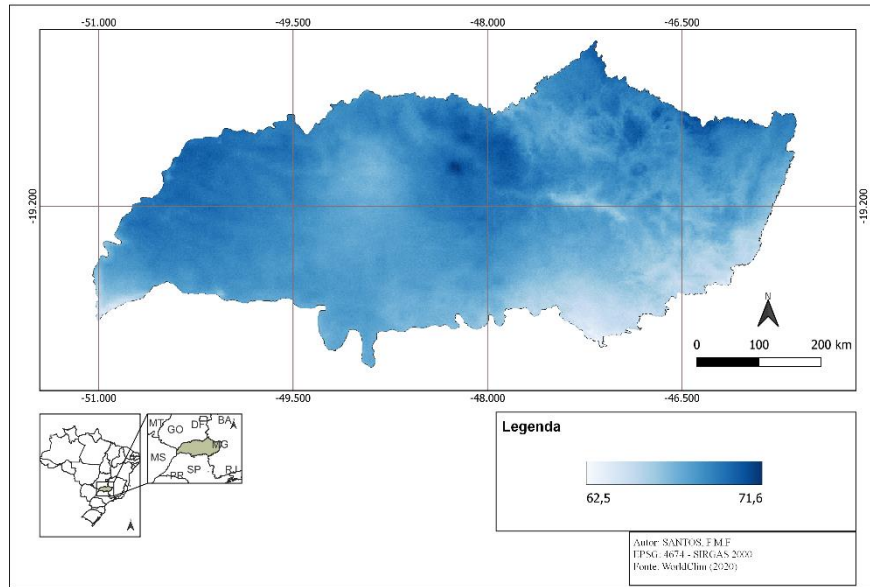 -51.000 -49.500 -48.000 -46.500
-19.200 -19.200
N
0 100 200 km
-51.000 -49.500 -48.000 -46.500
MT GO DF BA
MG
MS
SP RJ
PR
Legenda
62,5 71,6
Autor: SANTOS, F.M.F
EPSG: 4674 - SIRGAS 2000
Fonte: WorldClim (2020)